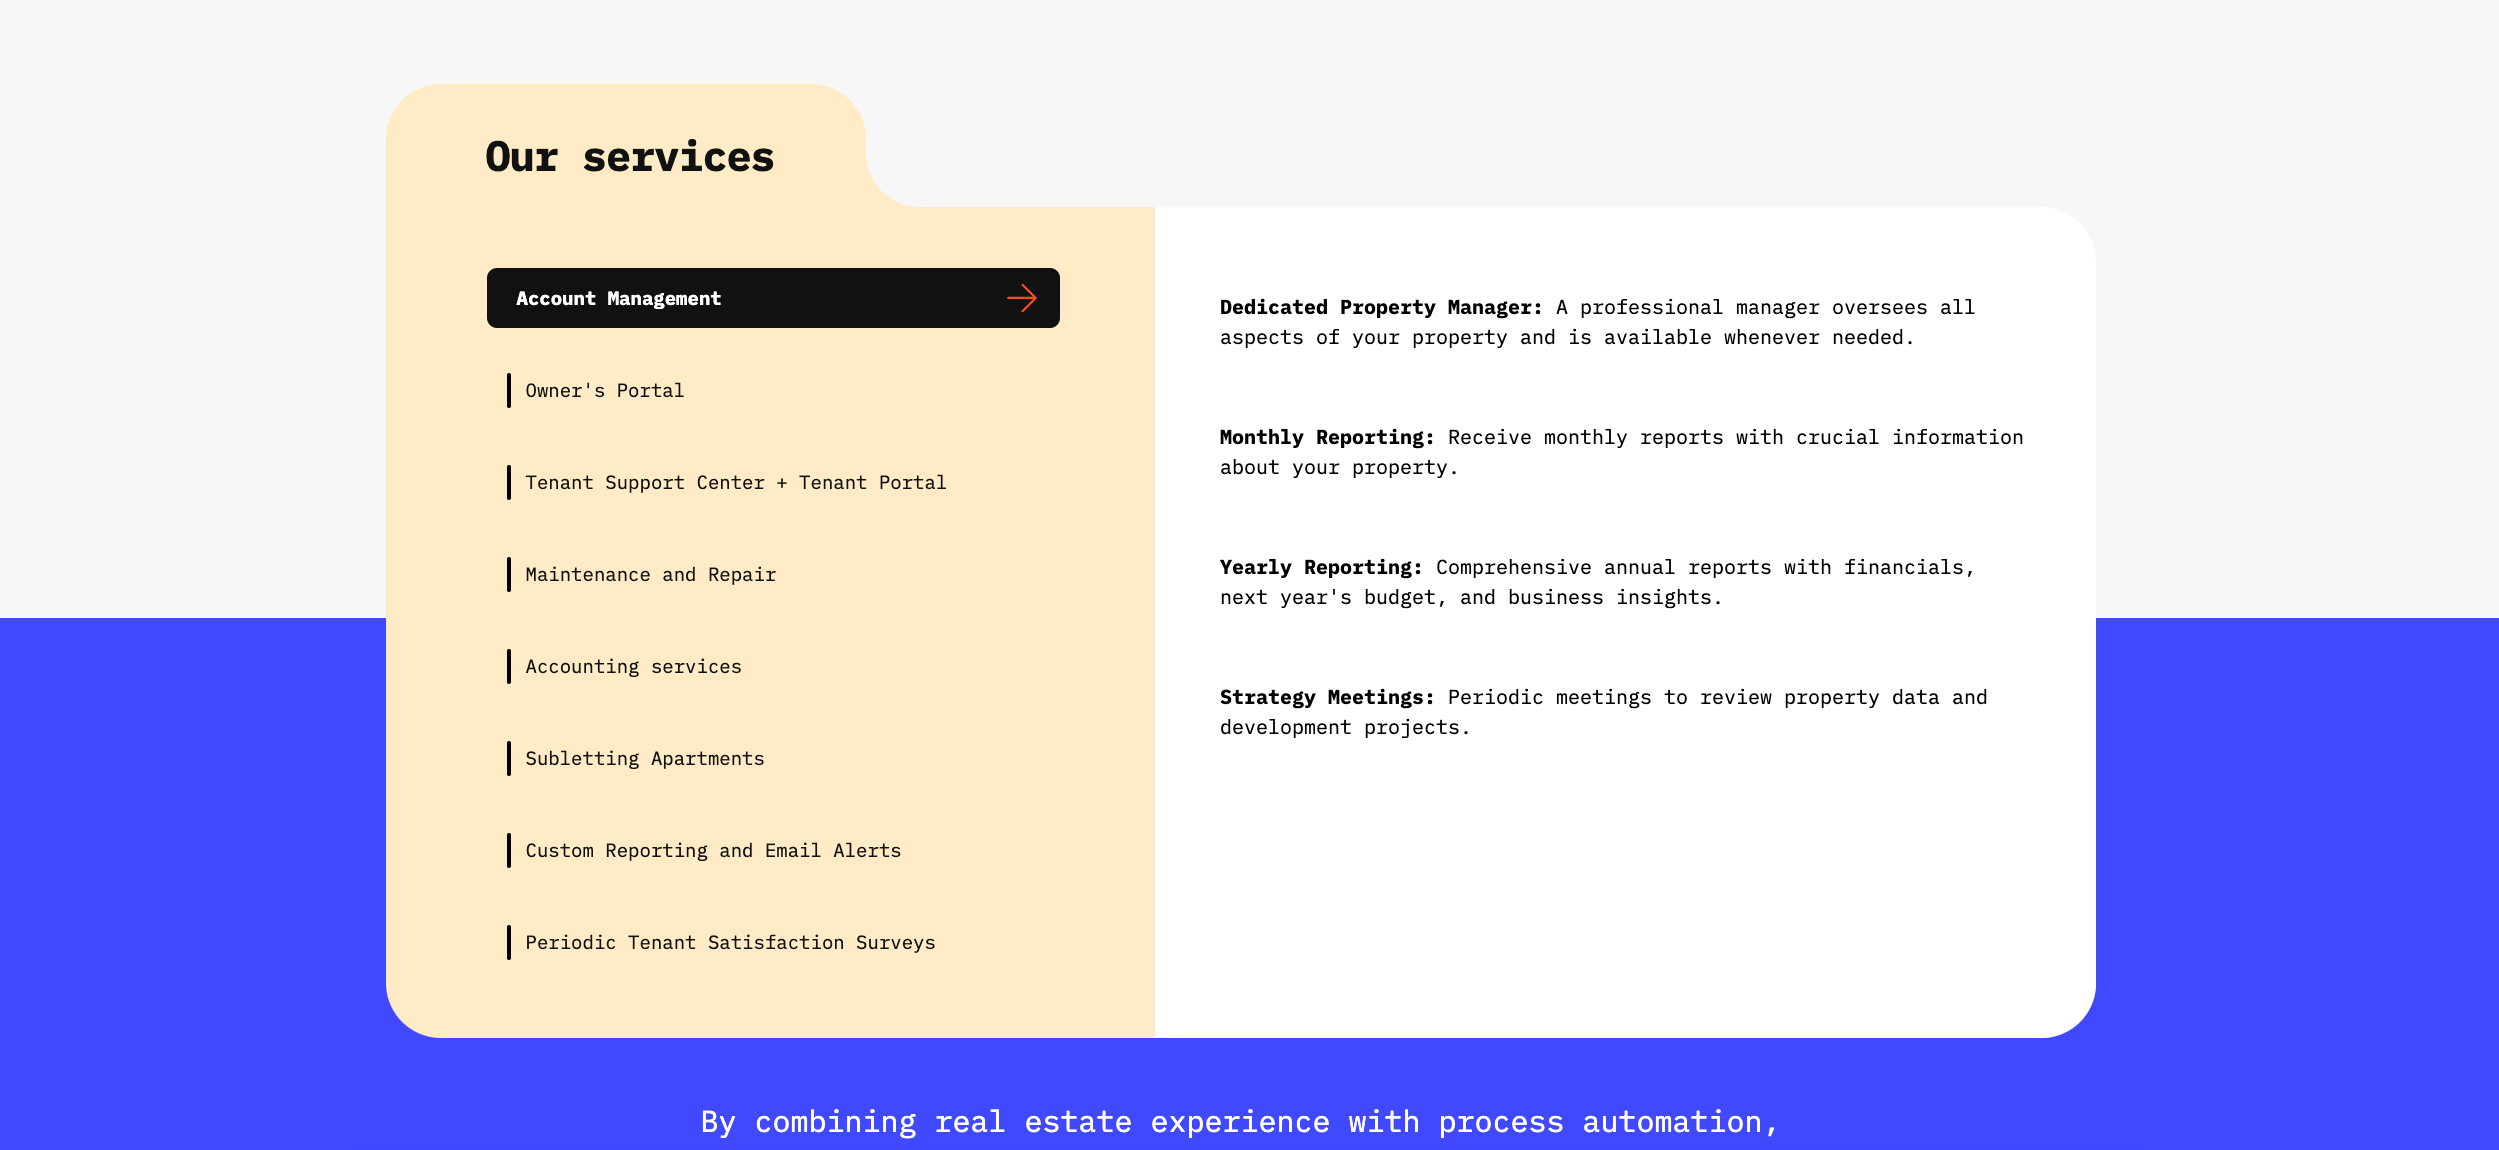 Our services
Account Management
Owner's Portal
Tenant Support Center + Tenant Portal
Maintenance and Repair
Accounting services
Subletting Apartments
Custom Reporting and Email Alerts
Periodic Tenant Satisfaction Surveys
Dedicated Property Manager: A professional manager oversees all
aspects of your property and is available whenever needed.
Monthly Reporting: Receive monthly reports with crucial information
about your property.
Yearly Reporting: Comprehensive annual reports with financials,
next year's budget, and business insights.
Strategy Meetings: Periodic meetings to review property data and
development projects.
By combining real estate experience with process automation,